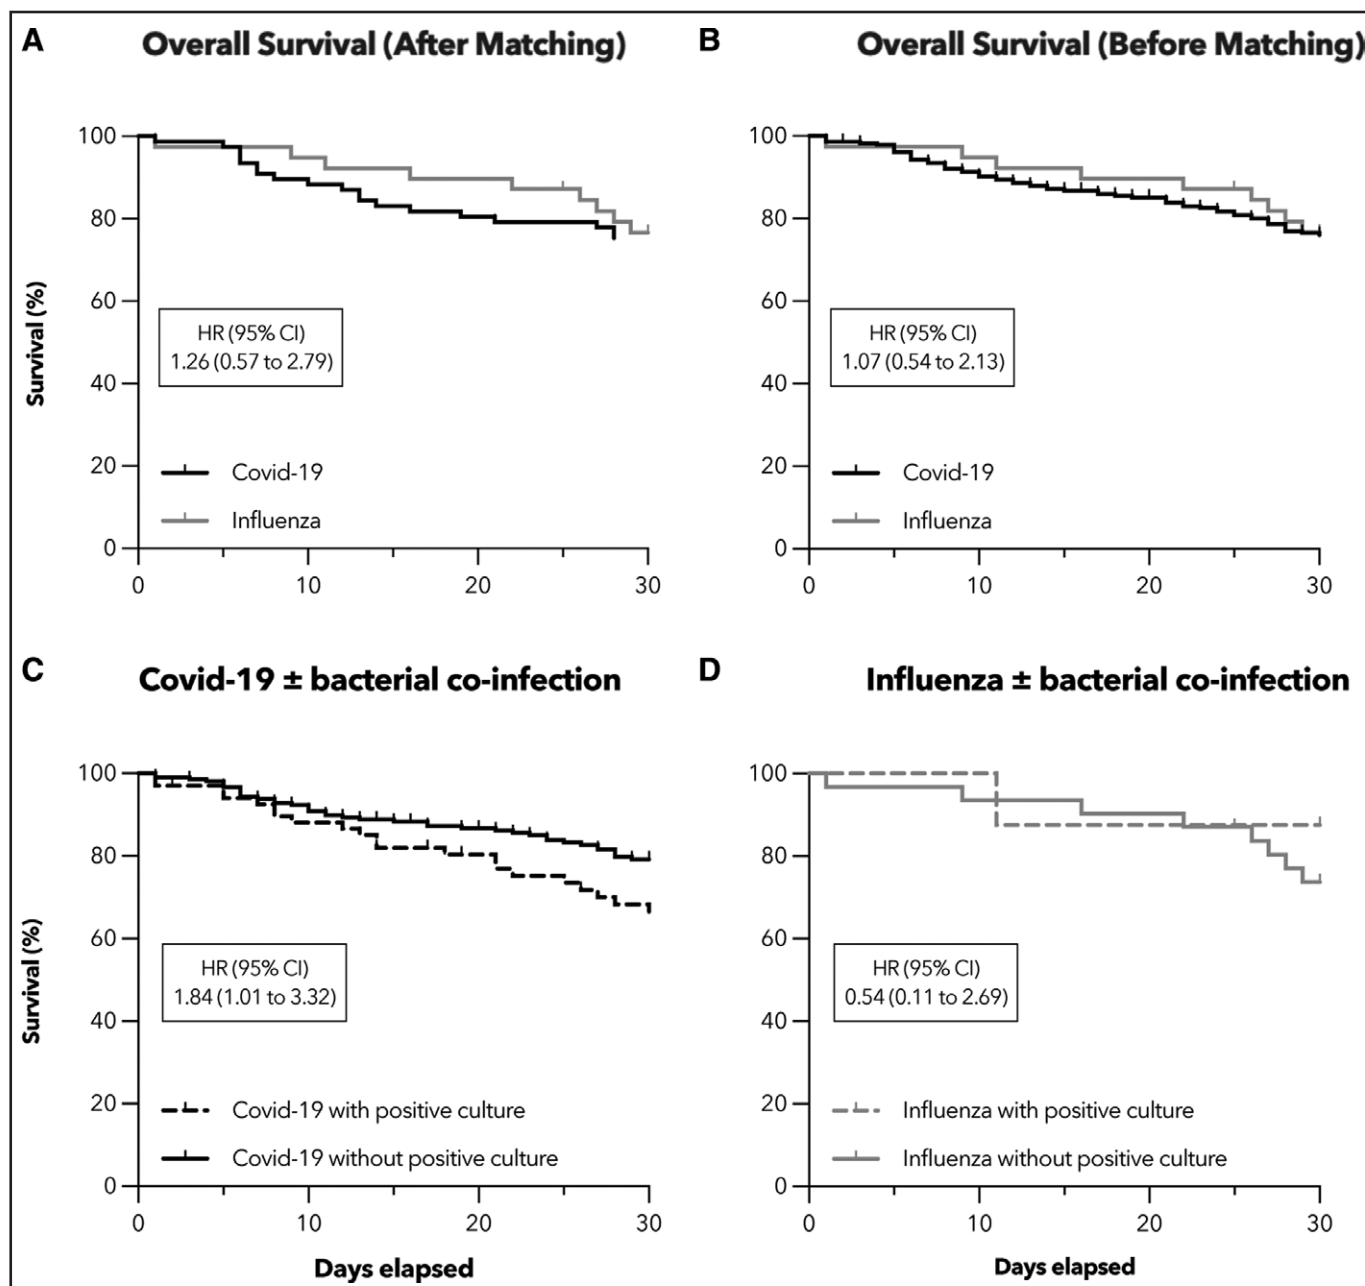 A
Overall Survival (After Matching)
100
80
60
40
20
0
Survival (%)
HR (95% CI)
1.26 (0.57 to 2.79)
Covid-19
Influenza
0
10
20
30
B
Overall Survival (Before Matching)
100
80
60
40
20
0
HR (95% CI)
1.07 (0.54 to 2.13)
Covid-19
Influenza
0
10
20
30
C
Covid-19 ± bacterial co-infection
100
80
60
40
20
0
Survival (%)
HR (95% CI)
1.84 (1.01 to 3.32)
Covid-19 with positive culture
Covid-19 without positive culture
0
10
20
30
Days elapsed
D
Influenza ± bacterial co-infection
100
80
60
40
20
0
HR (95% CI)
0.54 (0.11 to 2.69)
Influenza with positive culture
Influenza without positive culture
0
10
20
30
Days elapsed